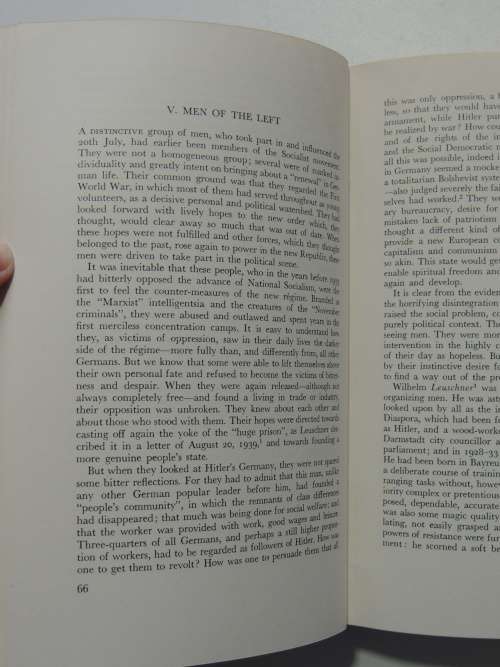 V. MEN OF THE LEFT
A DISTINCTIVE group of men, who took part in and influenced the
20th July, had earlier been members of the Socialist movement.
They were not a homogeneous group; several were of marked in-
dividuality and greatly intent on bringing about a "renewal" in Ger-
man life. Their common ground was that they regarded the First
World War, in which most of them had served throughout as young
volunteers, as a decisive personal and political watershed. They had
looked forward with lively hopes to the new order which, they
thought, would clear away so much that was out of date. When
these hopes were not fulfilled and other forces, which they thought
belonged to the past, rose again to power in the new Republic, these
men were driven to take part in the political scene.
It was inevitable that these people, who in the years before 1933
had bitterly opposed the advance of National Socialism, were the
first to feel the counter-measures of the new régime. Branded as
the "Marxist" intelligentsia and the creatures of the "November
criminals", they were abused and outlawed and spent years in the
first merciless concentration camps. It is easy to understand how
they, as victims of oppression, saw in their daily lives the darker
side of the régime—more fully than, and differently from, all other
Germans. But we know that some were able to lift themselves above
their own personal fate and refused to become the victims of bitter-
ness and despair. When they were again released—although not
always completely free—and found a living in trade or industry,
their opposition was unbroken. They knew about each other and
about those who stood with them. Their hopes were directed towards
casting off again the yoke of the "huge prison", as Leuschner des-
cribed it in a letter of August 20, 1939,¹ and towards founding a
more genuine people's state.
But when they looked at Hitler's Germany, they were not spared
some bitter reflections. For they had to admit that this man, unlike
any other German popular leader before him, had founded a
"people's community", in which the remnants of class differences
had disappeared; that much was being done for social welfare; and
that the worker was provided with work, good wages and leisure.
Three-quarters of all Germans, and perhaps a still higher propor-
tion of workers, had to be regarded as followers of Hitler. How was
one to get them to revolt? How was one to persuade them that all
66
this was only oppression, a
less, so that they would have
armament, while Hitler pur
be realized by war? How cou
and of the rights of the in
and the Social Democratic m
all this was possible, indeed i
in Germany seemed a mocke
a totalitarian Bolshevist syste
—also judged severely the fa
selves had worked.² They wo
ary bureaucracy, desire for
mistaken lack of patriotism
thought a different kind of
provide a new European co
capitalism and communism
so akin. This state would get
enable spiritual freedom and
again and develop.
It is clear from the eviden
the horrifying disintegration
raised the social problem, co
purely political context. The
seeing men. They were mor
intervention in the highly c
of their day as hopeless. Bu
by their instinctive desire fo
to find a way out of the pr
Wilhelm Leuschner¹ was
organizing men. He was ast
looked upon by all as the in
Diaspora, which had been f
as Hitler, and a wood-work
Darmstadt city councillor a
parliament; and in 1928–33
He had been born in Bayreu
a deliberate course of trainin
ranging tasks without, howev
iority complex or pretentious
posed, dependable, accurate
was also some magic quality
lating, not easily grasped a
powers of resistance were fur
ment: he scorned a soft be